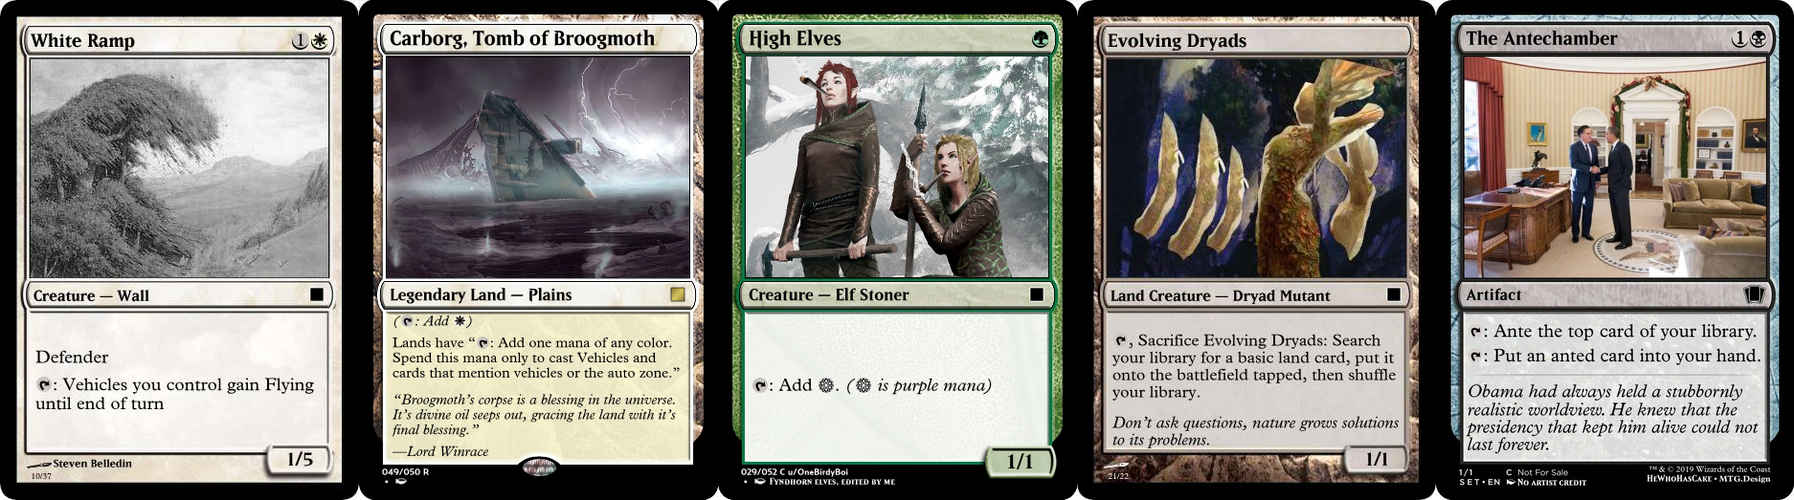 White Ramp 1
Creature — Wall
Defender
: Vehicles you control gain Flying
until end of turn
1/5
Steven Belledin
10/37
Carborg, Tomb of Broogmoth
Legendary Land — Plains
( : Add )
Lands have “ : Add one mana of any color.
Spend this mana only to cast Vehicles and
cards that mention vehicles or the auto zone.”
“Broogmoth's corpse is a blessing in the universe.
It's divine oil seeps out, gracing the land with it's
final blessing.”
—Lord Winrace
049/050 R
High Elves
Creature — Elf Stoner
: Add . ( is purple mana)
1/1
029/052 C u/OneBirdyBoi
• Fyndhorn Elves, edited by me
Evolving Dryads
Land Creature — Dryad Mutant
, Sacrifice Evolving Dryads: Search
your library for a basic land card, put it
onto the battlefield tapped, then shuffle
your library.
Don't ask questions, nature grows solutions
to its problems.
1/1
21/22
The Antechamber 1
Artifact
: Ante the top card of your library.
: Put an anted card into your hand.
Obama had always held a stubbornly
realistic worldview. He knew that the
presidency that kept him alive could not
last forever.
1/1 C Not For Sale
SET • EN No artist credit
™ & © 2019 Wizards of the Coast
HeWhoHasCake • MTG.Design